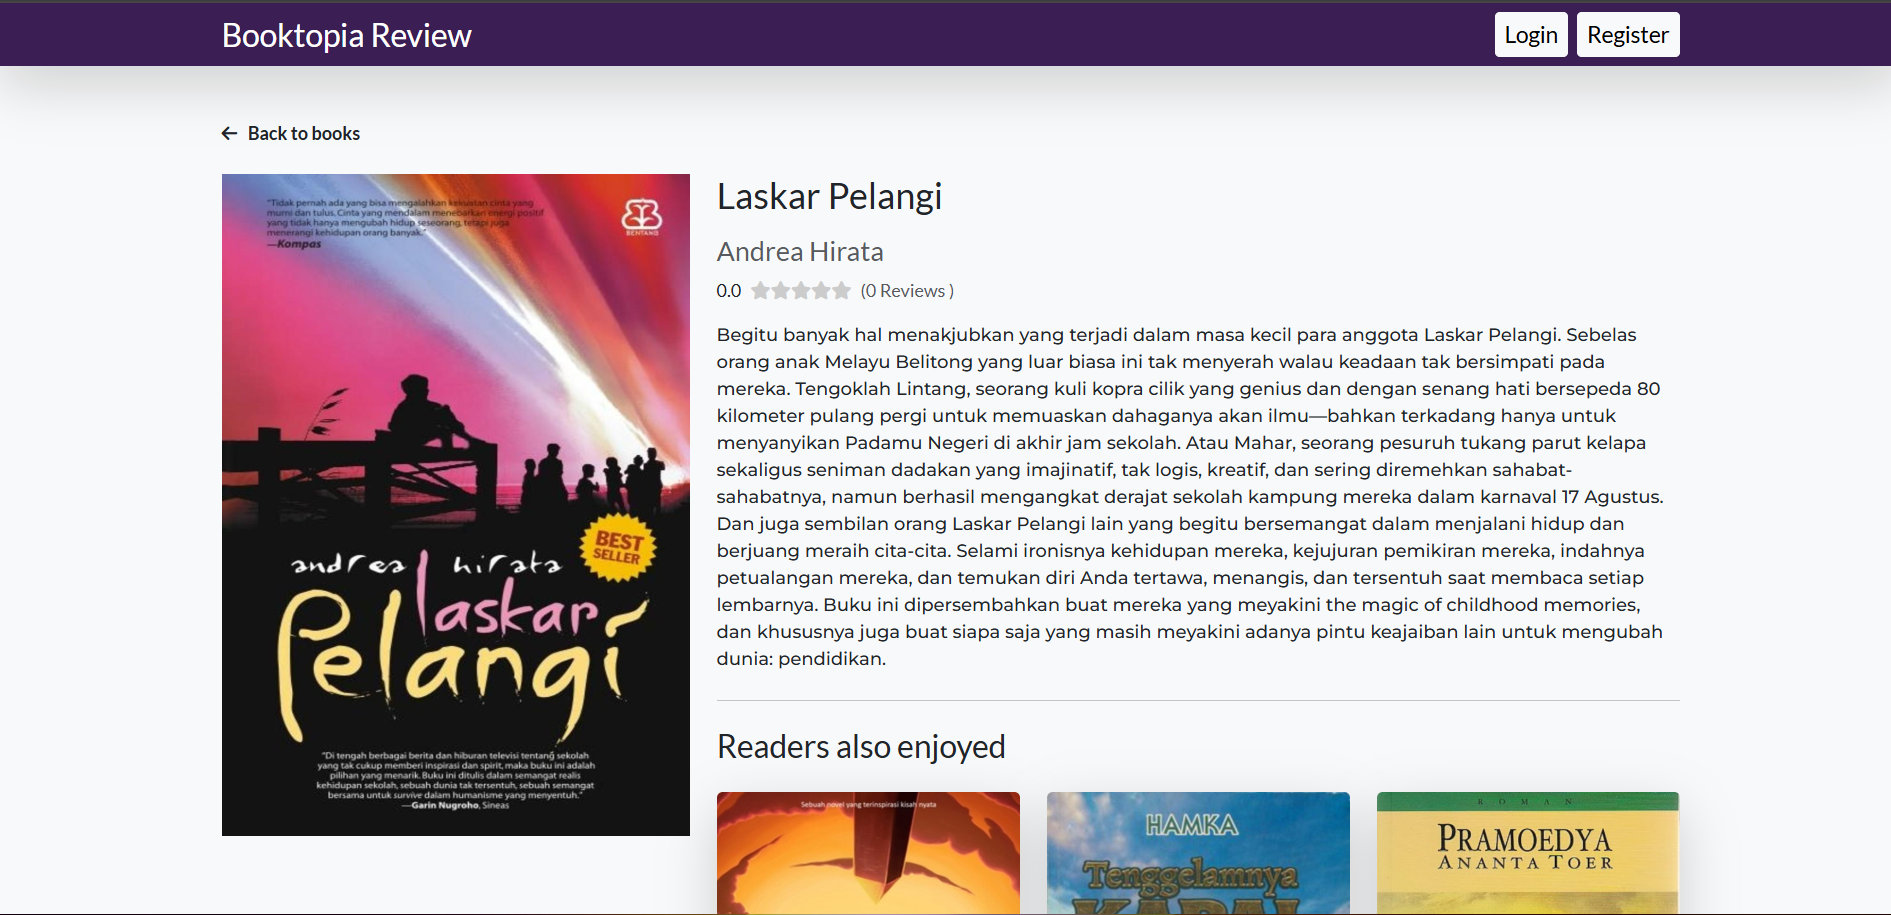 Booktopia Review
Login
Register
Back to books
"Tidak pernah ada yang bisa mengalahkan kekuatan cinta yang
murni dan tulus. Cinta yang mendalam menebarkan energi positif
yang tidak hanya mengubah hidup seseorang, tetapi juga
menerangi kehidupan orang banyak."
—Kompas
BENTANG
BEST
SELLER
andrea hirata
laskar
Pelangi
"Di tengah berbagai berita dan hiburan televisi tentang sekolah
yang tak cukup memberi inspirasi dan spirit, maka buku ini adalah
pilihan yang menarik. Buku ini ditulis dalam semangat realis
kehidupan sekolah, sebuah dunia tak tersentuh, sebuah semangat
bersama untuk survive dalam humanisme yang menyentuh."
—Garin Nugroho, Sineas
Laskar Pelangi
Andrea Hirata
0.0 (0 Reviews )
Begitu banyak hal menakjubkan yang terjadi dalam masa kecil para anggota Laskar Pelangi. Sebelas
orang anak Melayu Belitong yang luar biasa ini tak menyerah walau keadaan tak bersimpati pada
mereka. Tengoklah Lintang, seorang kuli kopra cilik yang genius dan dengan senang hati bersepeda 80
kilometer pulang pergi untuk memuaskan dahaganya akan ilmu—bahkan terkadang hanya untuk
menyanyikan Padamu Negeri di akhir jam sekolah. Atau Mahar, seorang pesuruh tukang parut kelapa
sekaligus seniman dadakan yang imajinatif, tak logis, kreatif, dan sering diremehkan sahabat-
sahabatnya, namun berhasil mengangkat derajat sekolah kampung mereka dalam karnaval 17 Agustus.
Dan juga sembilan orang Laskar Pelangi lain yang begitu bersemangat dalam menjalani hidup dan
berjuang meraih cita-cita. Selami ironisnya kehidupan mereka, kejujuran pemikiran mereka, indahnya
petualangan mereka, dan temukan diri Anda tertawa, menangis, dan tersentuh saat membaca setiap
lembarnya. Buku ini dipersembahkan buat mereka yang meyakini the magic of childhood memories,
dan khususnya juga buat siapa saja yang masih meyakini adanya pintu keajaiban lain untuk mengubah
dunia: pendidikan.
Readers also enjoyed
Sebuah novel yang terinspirasi kisah nyata
HAMKA
Tenggelamnya
KAPAL
ROMAN
PRAMOEDYA
ANANTA TOER